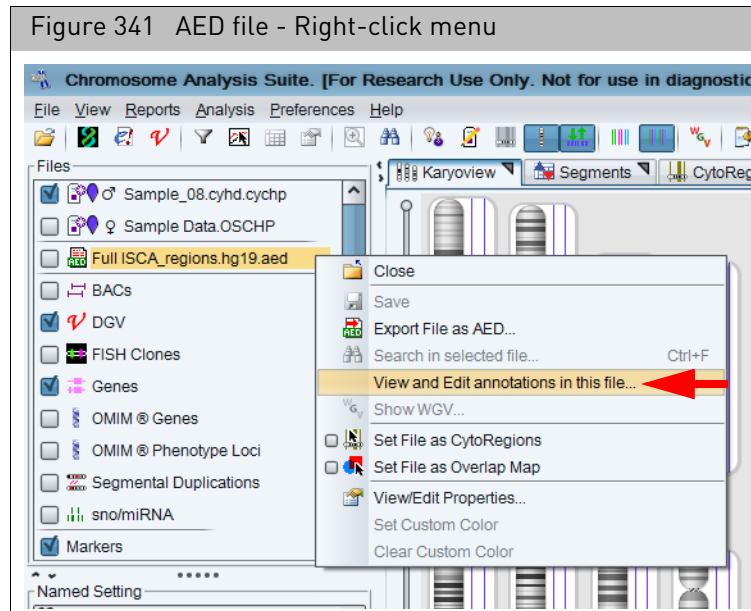 Figure 341 AED file - Right-click menu
Chromosome Analysis Suite. [For Research Use Only. Not for use in diagnostic
File View Reports Analysis Preferences Help
Files
Karyoview
Segments
CytoReg
Sample_08.cyhd.cychp
Sample Data.OSCHP
Full ISCA_regions.hg19.aed
BACs
DGV
FISH Clones
Genes
OMIM ® Genes
OMIM ® Phenotype Loci
Segmental Duplications
sno/miRNA
Markers
Named Setting
Close
Save
Export File as AED...
Search in selected file... Ctrl+F
View and Edit annotations in this file...
Show WGV...
Set File as CytoRegions
Set File as Overlap Map
View/Edit Properties...
Set Custom Color
Clear Custom Color